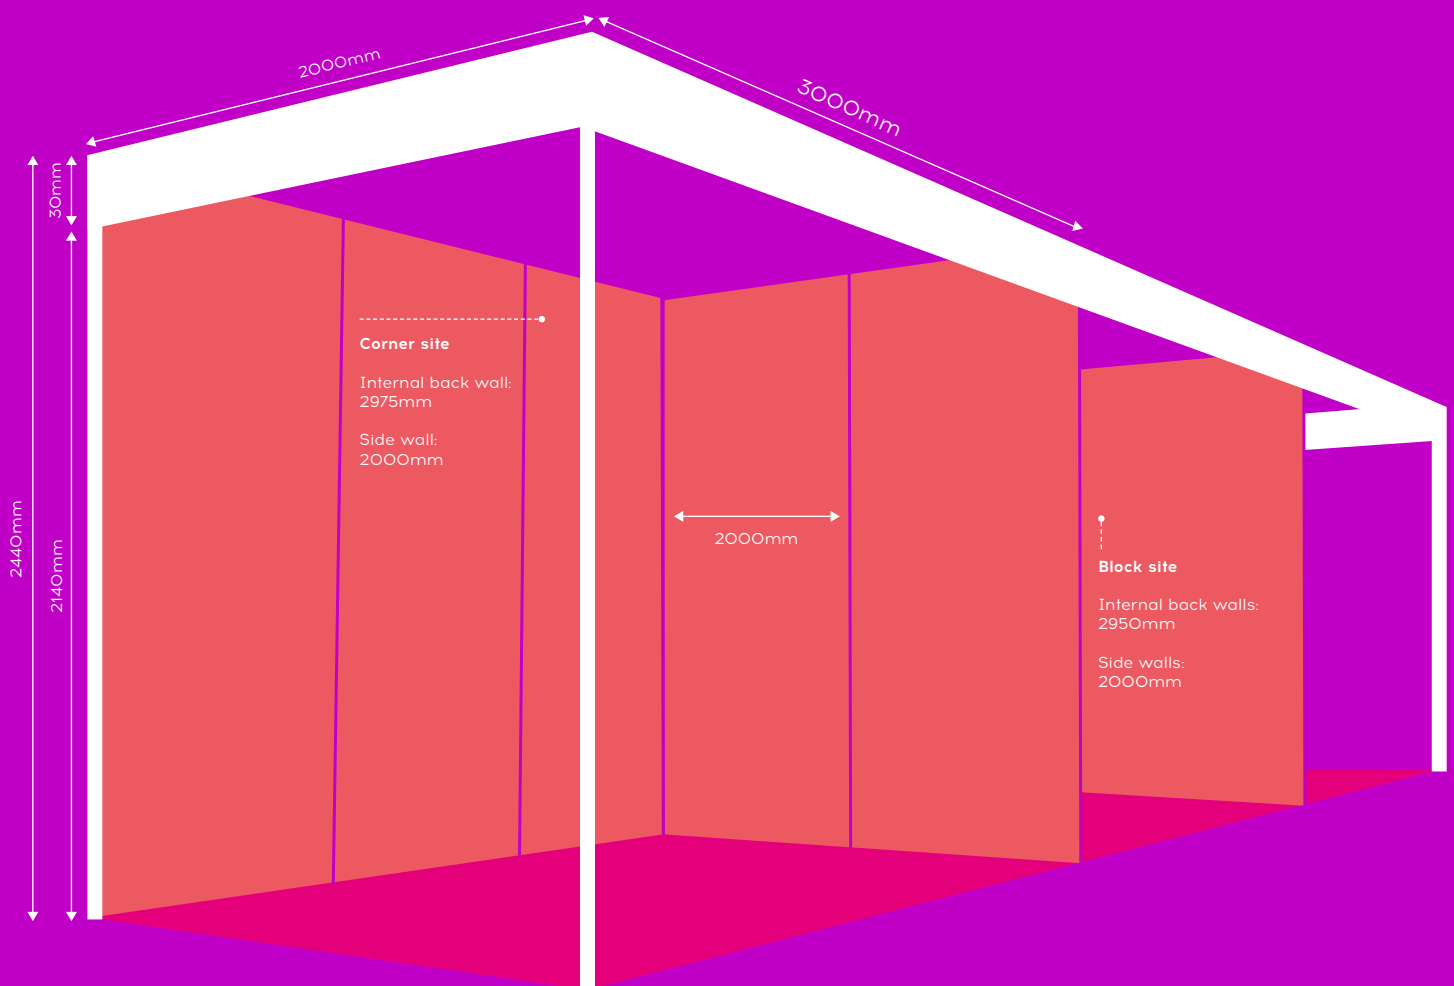 2000mm
3000mm
30mm
2440mm
2140mm
Corner site
Internal back wall:
2975mm
Side wall:
2000mm
2000mm
Block site
Internal back walls:
2950mm
Side walls:
2000mm